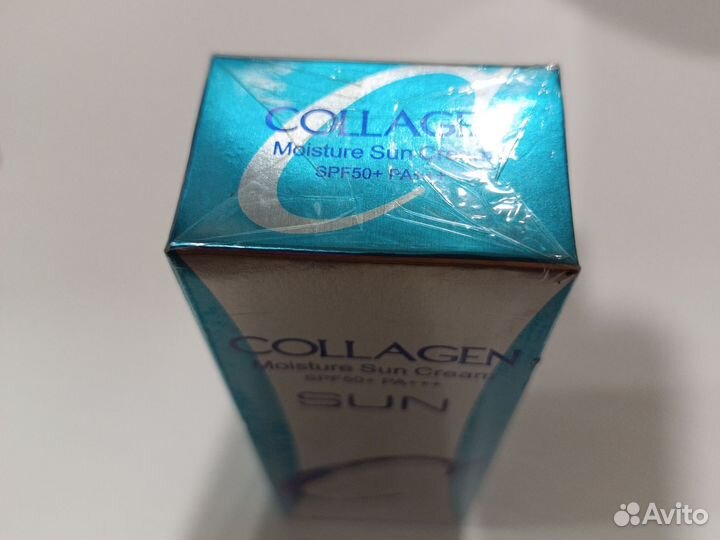 COLLAGEN
Moisture Sun Cream
SPF50+ PA+++
COLLAGEN
Moisture Sun Cream
SPF50+ PA+++
SUN
Avito